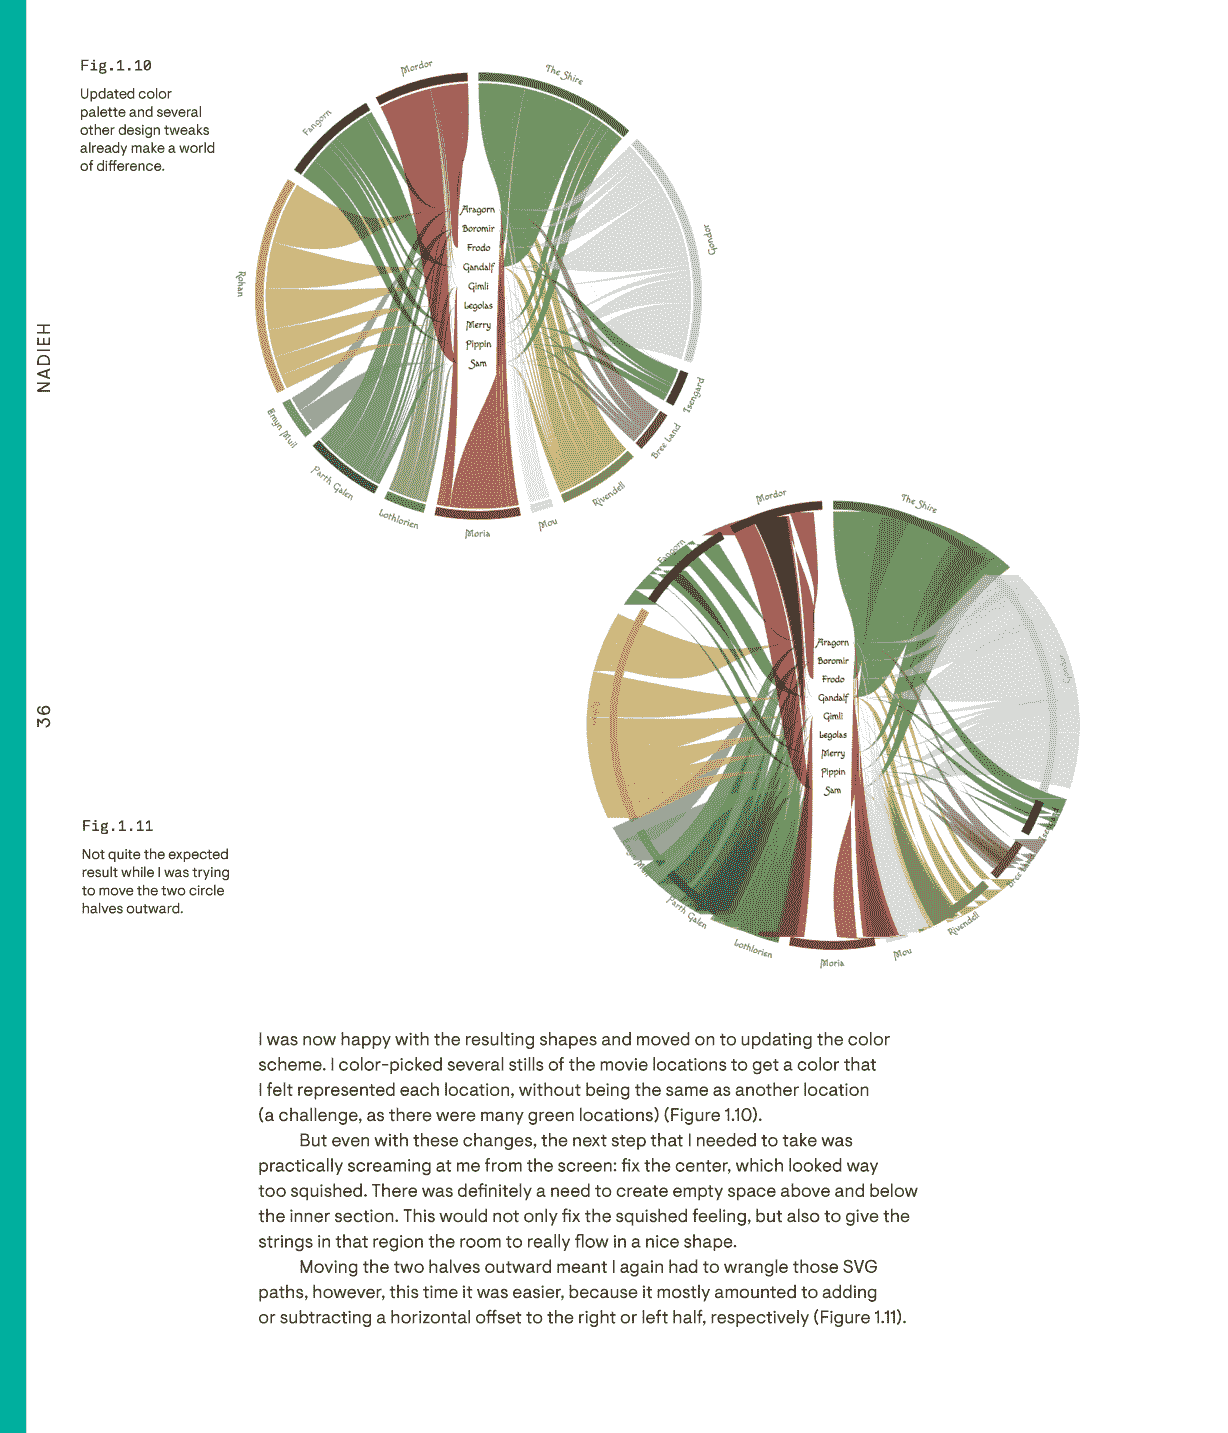 Fig.1.10
Updated color
palette and several
other design tweaks
already make a world
of difference.
Mordor
The Shire
Fangorn
Gondor
Rohan
Aragorn
Boromir
Frodo
Gandalf
Gimli
Legolas
Merry
Pippin
Sam
Isengard
Emyn Muil
Bree Land
Parth Galen
Rivendell
Lothlorien
Moria
Mou
NADIEH
36
Mordor
The Shire
Fangorn
Gondor
Rohan
Aragorn
Boromir
Frodo
Gandalf
Gimli
Legolas
Merry
Pippin
Sam
Isengard
Bree Land
Parth Galen
Rivendell
Lothlorien
Moria
Mou
Fig.1.11
Not quite the expected
result while I was trying
to move the two circle
halves outward.
I was now happy with the resulting shapes and moved on to updating the color
scheme. I color-picked several stills of the movie locations to get a color that
I felt represented each location, without being the same as another location
(a challenge, as there were many green locations) (Figure 1.10).
But even with these changes, the next step that I needed to take was
practically screaming at me from the screen: fix the center, which looked way
too squished. There was definitely a need to create empty space above and below
the inner section. This would not only fix the squished feeling, but also to give the
strings in that region the room to really flow in a nice shape.
Moving the two halves outward meant I again had to wrangle those SVG
paths, however, this time it was easier, because it mostly amounted to adding
or subtracting a horizontal offset to the right or left half, respectively (Figure 1.11).